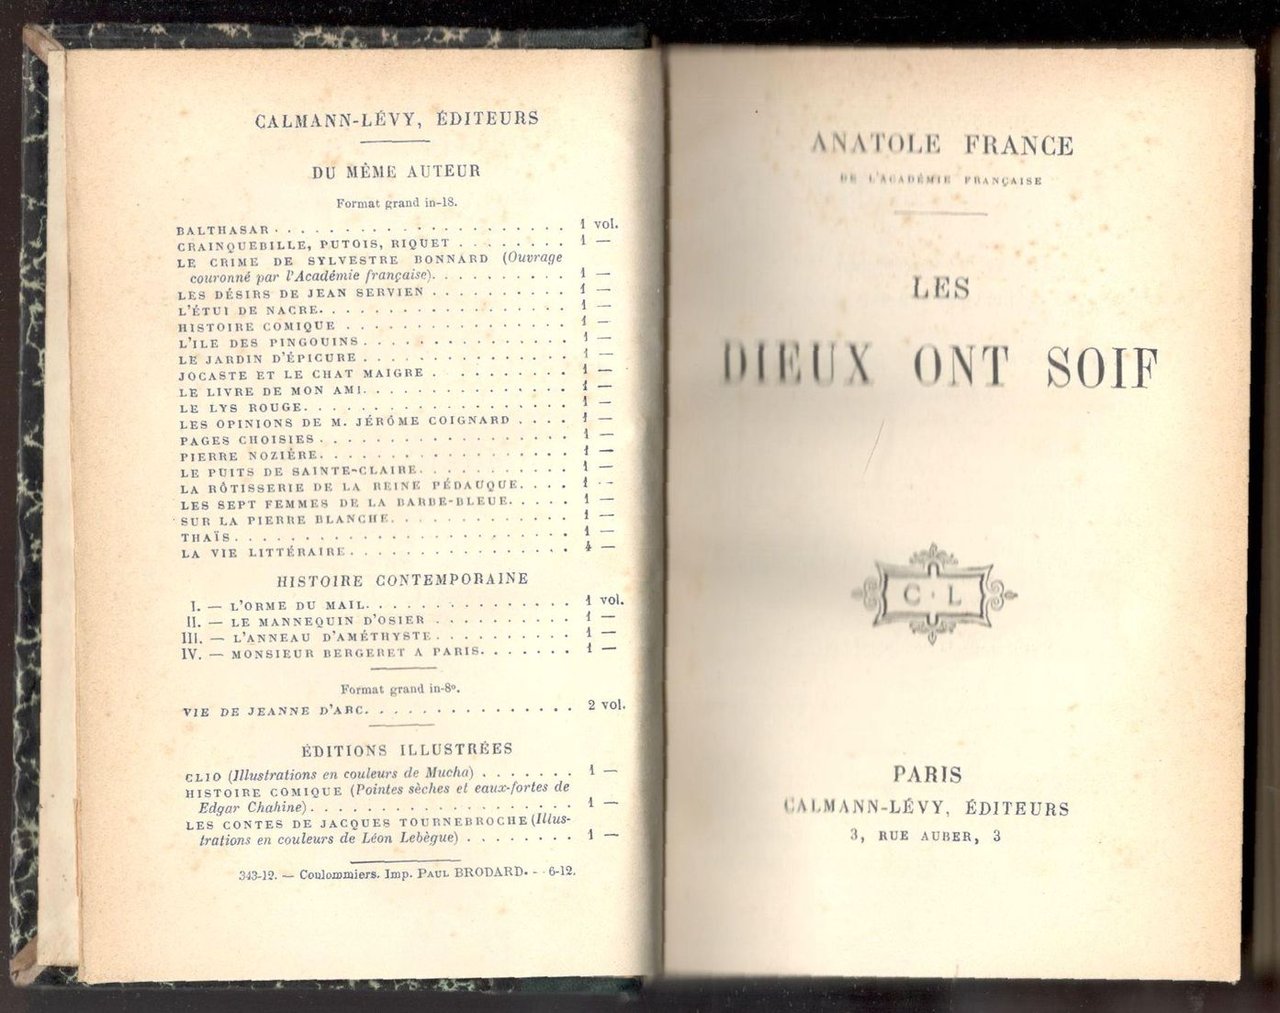 CALMANN-LÉVY, ÉDITEURS
DU MÊME AUTEUR
Format grand in-18.
BALTHASAR. . . . . . . . . . . . . . . . . . . . . . 1 vol.
CRAINQUEBILLE, PUTOIS, RIQUET . . . . . . . . 1 —
LE CRIME DE SYLVESTRE BONNARD (Ouvrage
couronné par l'Académie française). . . . . . . . . . 1 —
LES DÉSIRS DE JEAN SERVIEN . . . . . . . . . . 1 —
L'ÉTUI DE NACRE. . . . . . . . . . . . . . . . . . . 1 —
HISTOIRE COMIQUE . . . . . . . . . . . . . . . . . 1 —
L'ILE DES PINGOUINS. . . . . . . . . . . . . . . . 1 —
LE JARDIN D'ÉPICURE . . . . . . . . . . . . . . . . 1 —
JOCASTE ET LE CHAT MAIGRE . . . . . . . . . . 1 —
LE LIVRE DE MON AMI. . . . . . . . . . . . . . . . 1 —
LE LYS ROUGE. . . . . . . . . . . . . . . . . . . . 1 —
LES OPINIONS DE M. JÉRÔME COIGNARD . . . . 1 —
PAGES CHOISIES . . . . . . . . . . . . . . . . . . . 1 —
PIERRE NOZIÈRE. . . . . . . . . . . . . . . . . . . 1 —
LE PUITS DE SAINTE-CLAIRE. . . . . . . . . . . . 1 —
LA RÔTISSERIE DE LA REINE PÉDAUQUE. . . . 1 —
LES SEPT FEMMES DE LA BARBE-BLEUE. . . . . 1 —
SUR LA PIERRE BLANCHE. . . . . . . . . . . . . . 1 —
THAÏS. . . . . . . . . . . . . . . . . . . . . . . . . 1 —
LA VIE LITTÉRAIRE. . . . . . . . . . . . . . . . . 4 —
HISTOIRE CONTEMPORAINE
I. — L'ORME DU MAIL. . . . . . . . . . . . . . . . 1 vol.
II. — LE MANNEQUIN D'OSIER . . . . . . . . . . . 1 —
III. — L'ANNEAU D'AMÉTHYSTE. . . . . . . . . . . 1 —
IV. — MONSIEUR BERGERET A PARIS. . . . . . . 1 —
Format grand in-8º.
VIE DE JEANNE D'ARC. . . . . . . . . . . . . . . . 2 vol.
ÉDITIONS ILLUSTRÉES
CLIO (Illustrations en couleurs de Mucha) . . . . . . . 1 —
HISTOIRE COMIQUE (Pointes sèches et eaux-fortes de
Edgar Chahine). . . . . . . . . . . . . . . . . . . . 1 —
LES CONTES DE JACQUES TOURNEBROCHE (Illus-
trations en couleurs de Léon Lebègue) . . . . . . . . 1 —
343-12. — Coulommiers. Imp. PAUL BRODARD. - 6-12.
ANATOLE FRANCE
DE L'ACADÉMIE FRANÇAISE
LES
DIEUX ONT SOIF
C · L
PARIS
CALMANN-LÉVY, ÉDITEURS
3, RUE AUBER, 3